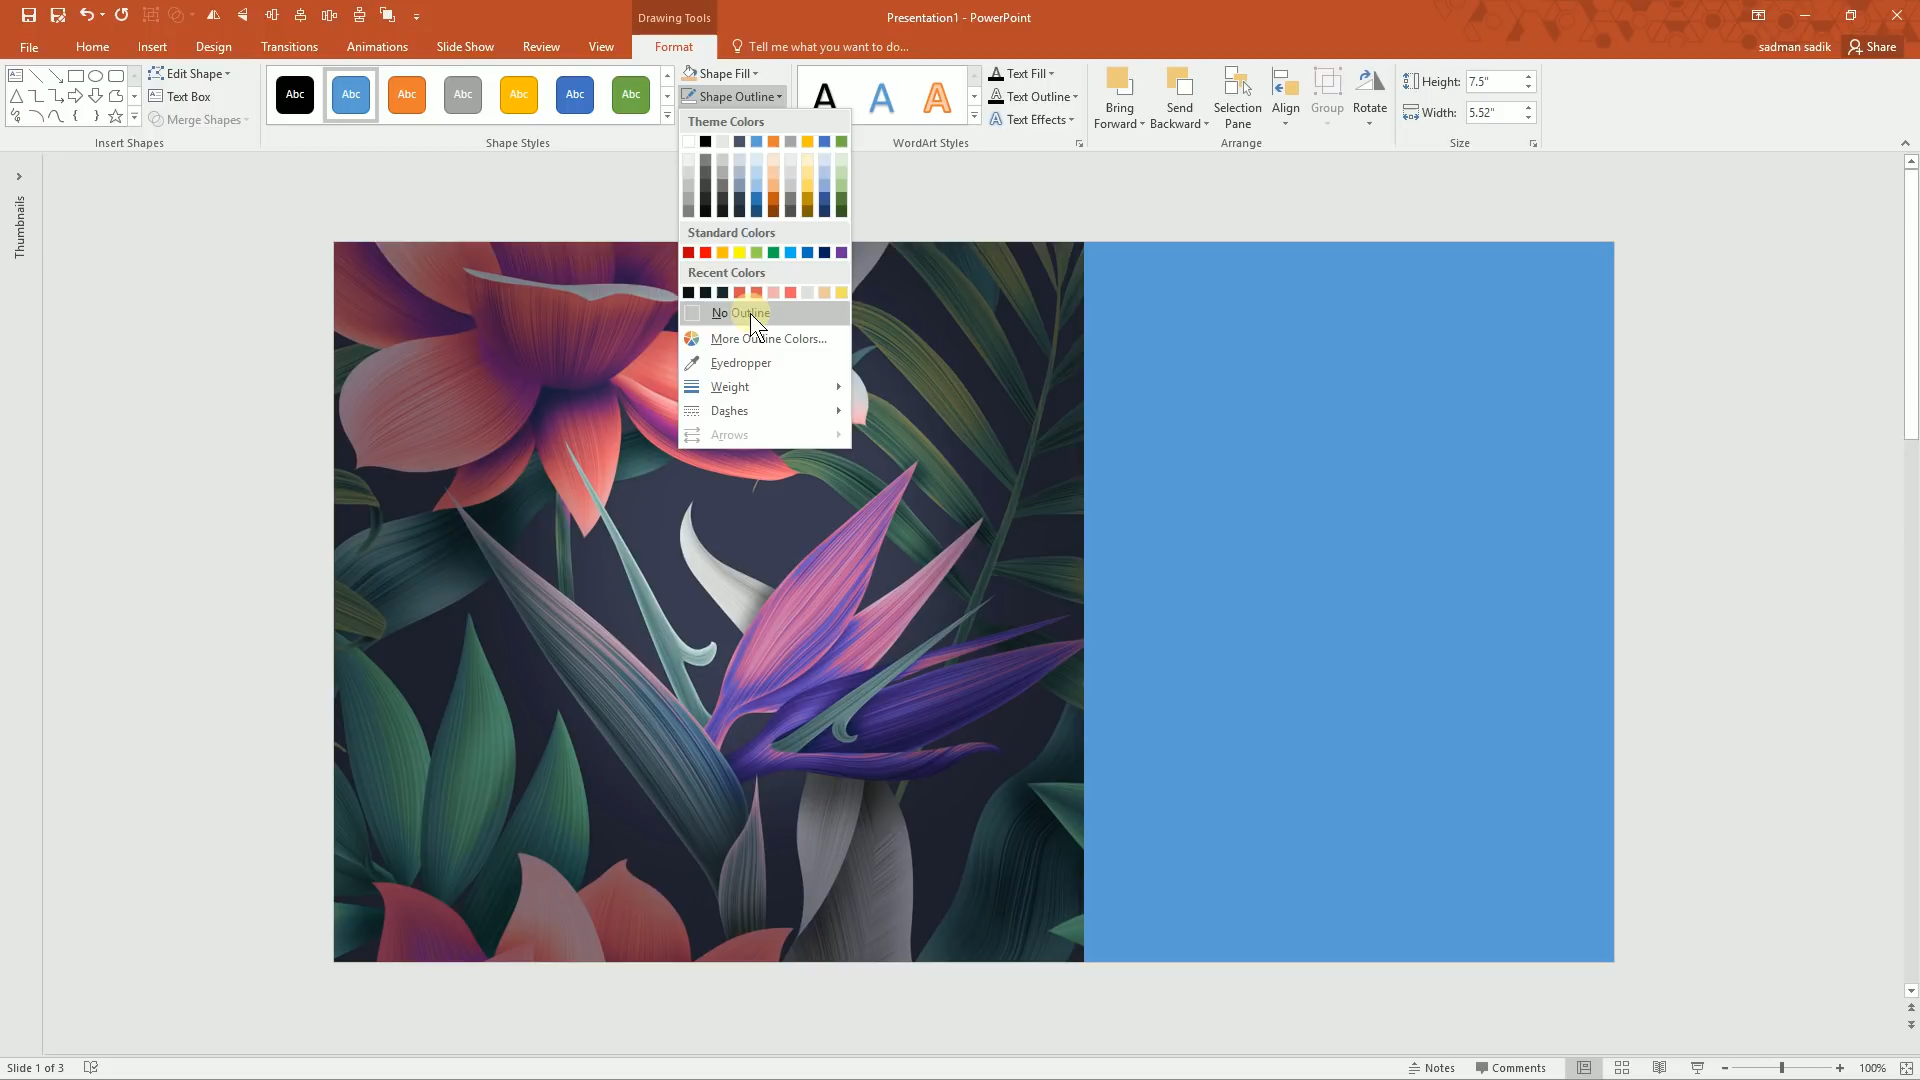 Drawing Tools
Presentation1 - PowerPoint
File
Home
Insert
Design
Transitions
Animations
Slide Show
Review
View
Format
Tell me what you want to do...
sadman sadik
Share
Edit Shape
Text Box
Merge Shapes
Insert Shapes
Abc
Abc
Abc
Abc
Abc
Abc
Abc
Shape Styles
Shape Fill
Shape Outline
A
A
A
WordArt Styles
Text Fill
Text Outline
Text Effects
Bring Forward
Send Backward
Selection Pane
Align
Group
Rotate
Arrange
Height: 7.5"
Width: 5.52"
Size
Theme Colors
Standard Colors
Recent Colors
No Outline
More Outline Colors...
Eyedropper
Weight
Dashes
Arrows
Thumbnails
Slide 1 of 3
Notes
Comments
100%